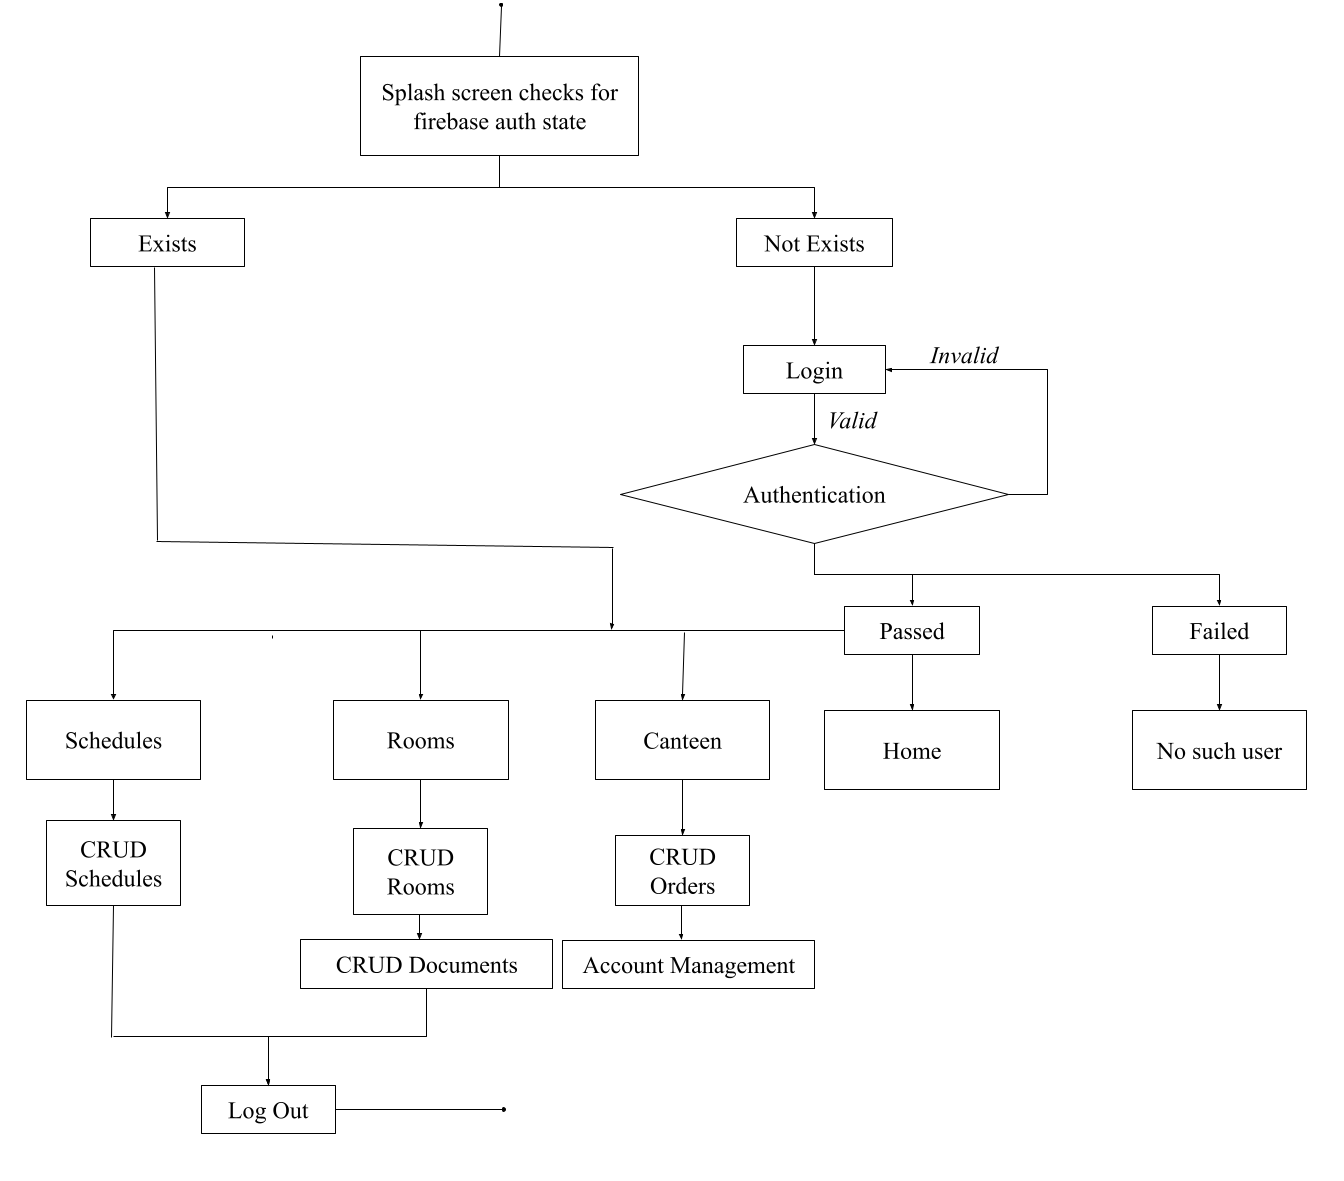 Splash screen checks for
firebase auth state
Exists
Not Exists
Login
Invalid
Valid
Authentication
Passed
Failed
Schedules
Rooms
Canteen
Home
No such user
CRUD
Schedules
CRUD
Rooms
CRUD
Orders
CRUD Documents
Account Management
Log Out